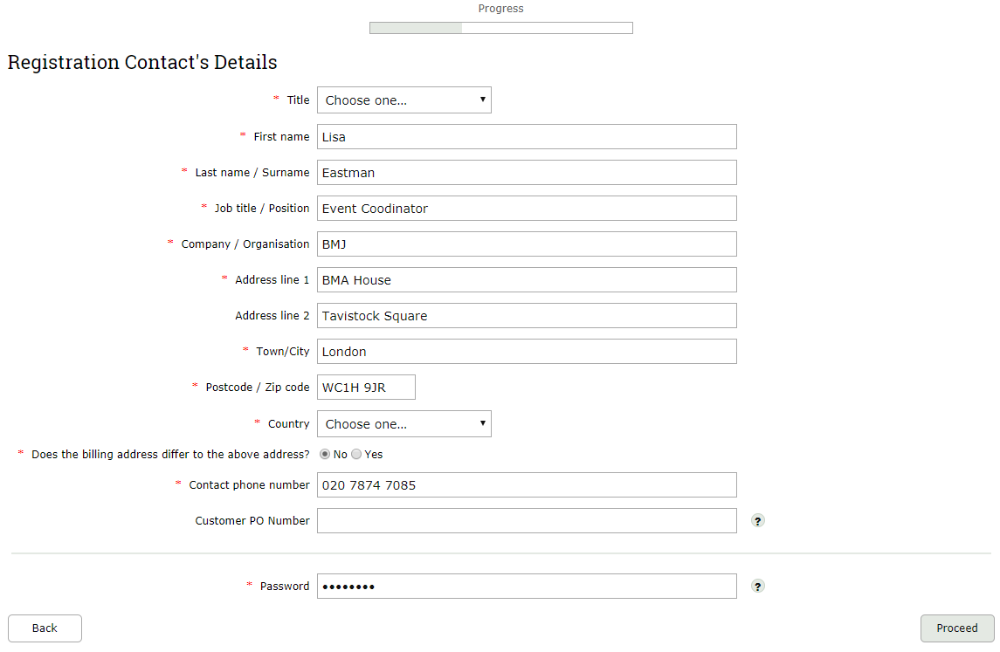 Progress
Registration Contact's Details
* Title Choose one...
* First name Lisa
* Last name / Surname Eastman
* Job title / Position Event Coodinator
* Company / Organisation BMJ
* Address line 1 BMA House
Address line 2 Tavistock Square
* Town/City London
* Postcode / Zip code WC1H 9JR
* Country Choose one...
* Does the billing address differ to the above address? No Yes
* Contact phone number 020 7874 7085
Customer PO Number ?
* Password •••••••• ?
Back Proceed